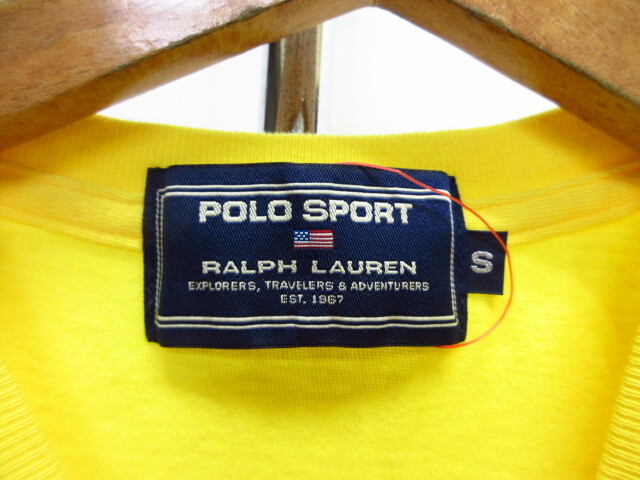 POLO SPORT
RALPH LAUREN
EXPLORERS, TRAVELERS & ADVENTURERS
EST. 1967
S